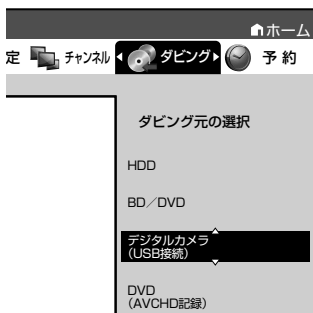 ホーム
定 チャンネル ダビング 予約
ダビング元の選択
HDD
BD／DVD
デジタルカメラ
（USB接続）
DVD
（AVCHD記録）